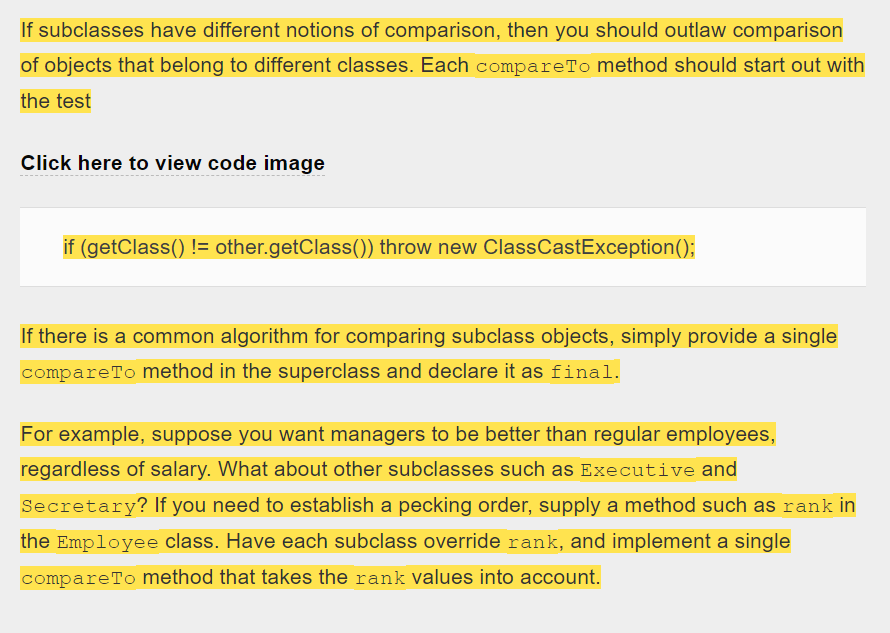 If subclasses have different notions of comparison, then you should outlaw comparison
of objects that belong to different classes. Each compareTo method should start out with
the test
Click here to view code image
if (getClass() != other.getClass()) throw new ClassCastException();
If there is a common algorithm for comparing subclass objects, simply provide a single
compareTo method in the superclass and declare it as final.
For example, suppose you want managers to be better than regular employees,
regardless of salary. What about other subclasses such as Executive and
Secretary? If you need to establish a pecking order, supply a method such as rank in
the Employee class. Have each subclass override rank, and implement a single
compareTo method that takes the rank values into account.